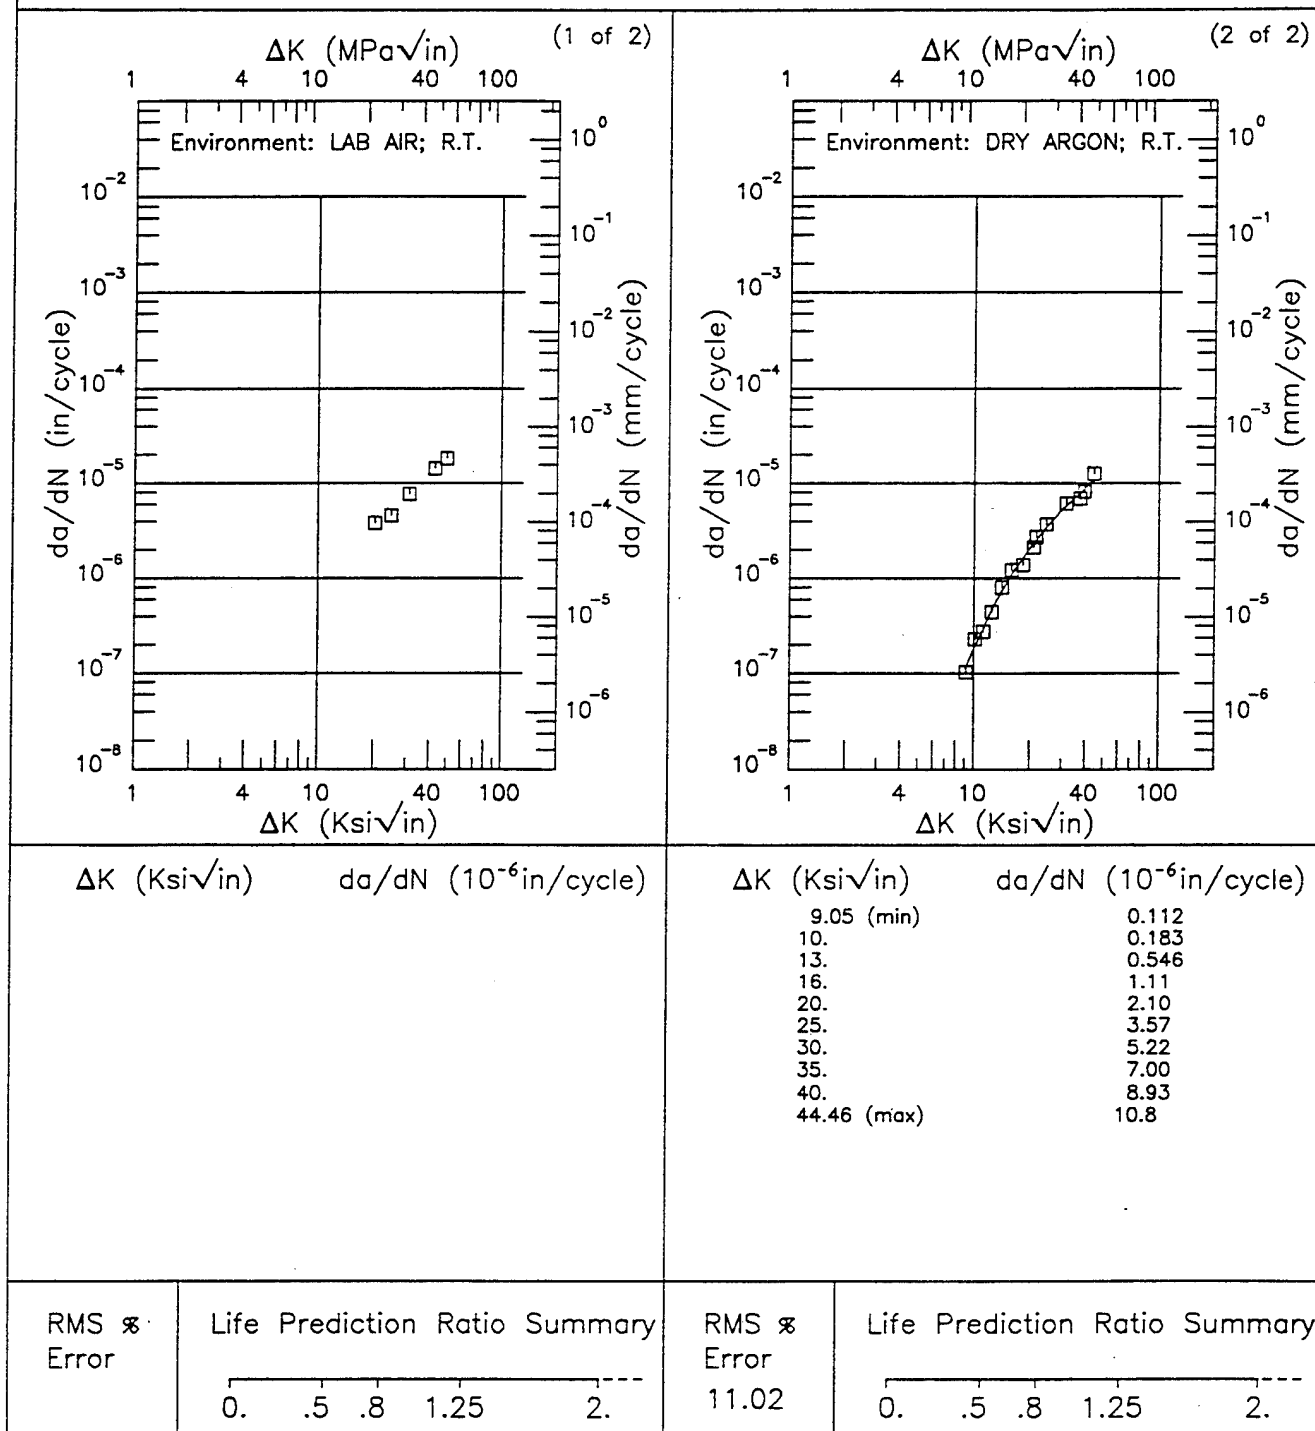 (1 of 2)
ΔK (MPa√in)
1 4 10 40 100
Environment: LAB AIR; R.T.
10⁰
10⁻²
10⁻¹
10⁻³
10⁻²
10⁻⁴
10⁻³
10⁻⁵
10⁻⁴
10⁻⁶
10⁻⁵
10⁻⁷
10⁻⁶
10⁻⁸
da/dN (in/cycle)
da/dN (mm/cycle)
1 4 10 40 100
ΔK (Ksi√in)
(2 of 2)
ΔK (MPa√in)
1 4 10 40 100
Environment: DRY ARGON; R.T.
10⁰
10⁻²
10⁻¹
10⁻³
10⁻²
10⁻⁴
10⁻³
10⁻⁵
10⁻⁴
10⁻⁶
10⁻⁵
10⁻⁷
10⁻⁶
10⁻⁸
da/dN (in/cycle)
da/dN (mm/cycle)
1 4 10 40 100
ΔK (Ksi√in)
ΔK (Ksi√in) da/dN (10⁻⁶in/cycle)
ΔK (Ksi√in) da/dN (10⁻⁶in/cycle)
9.05 (min) 0.112
10. 0.183
13. 0.546
16. 1.11
20. 2.10
25. 3.57
30. 5.22
35. 7.00
40. 8.93
44.46 (max) 10.8
RMS %
Error
Life Prediction Ratio Summary
0. .5 .8 1.25 2.
RMS %
Error
11.02
Life Prediction Ratio Summary
0. .5 .8 1.25 2.